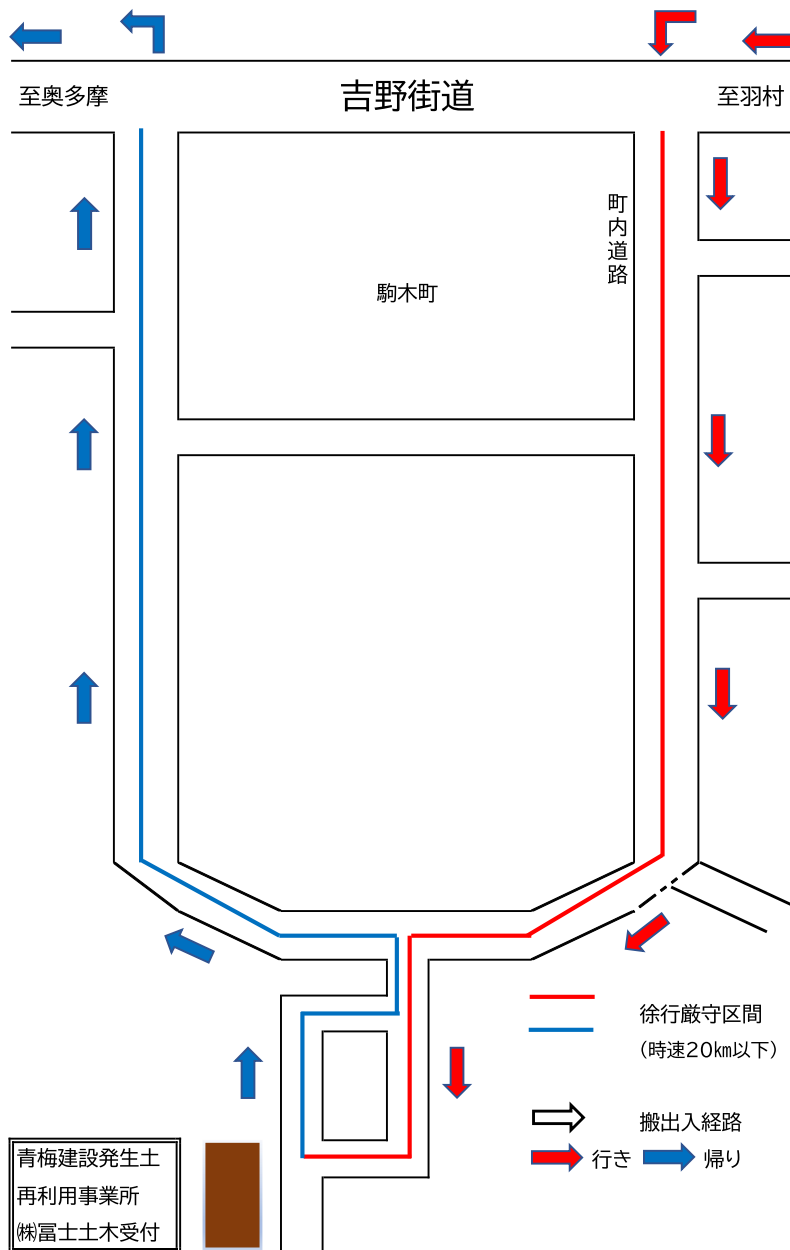 至奥多摩
吉野街道
至羽村
町内道路
駒木町
徐行厳守区間
（時速20㎞以下）
搬出入経路
行き
帰り
青梅建設発生土
再利用事業所
㈱冨士土木受付